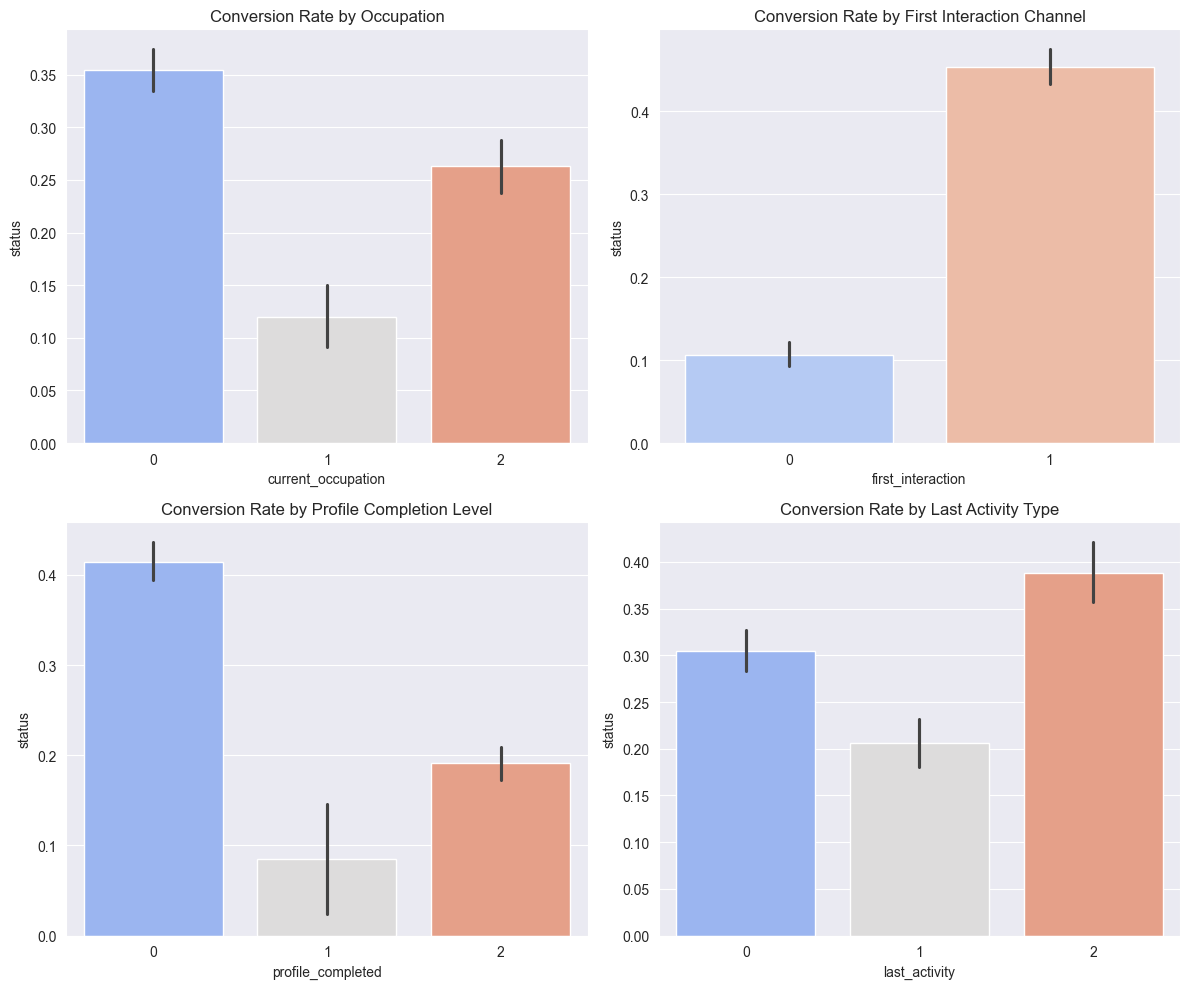 Conversion Rate by Occupation
status
0.35
0.30
0.25
0.20
0.15
0.10
0.05
0.00
0 1 2
current_occupation
Conversion Rate by First Interaction Channel
status
0.4
0.3
0.2
0.1
0.0
0 1
first_interaction
Conversion Rate by Profile Completion Level
status
0.4
0.3
0.2
0.1
0.0
0 1 2
profile_completed
Conversion Rate by Last Activity Type
status
0.40
0.35
0.30
0.25
0.20
0.15
0.10
0.05
0.00
0 1 2
last_activity